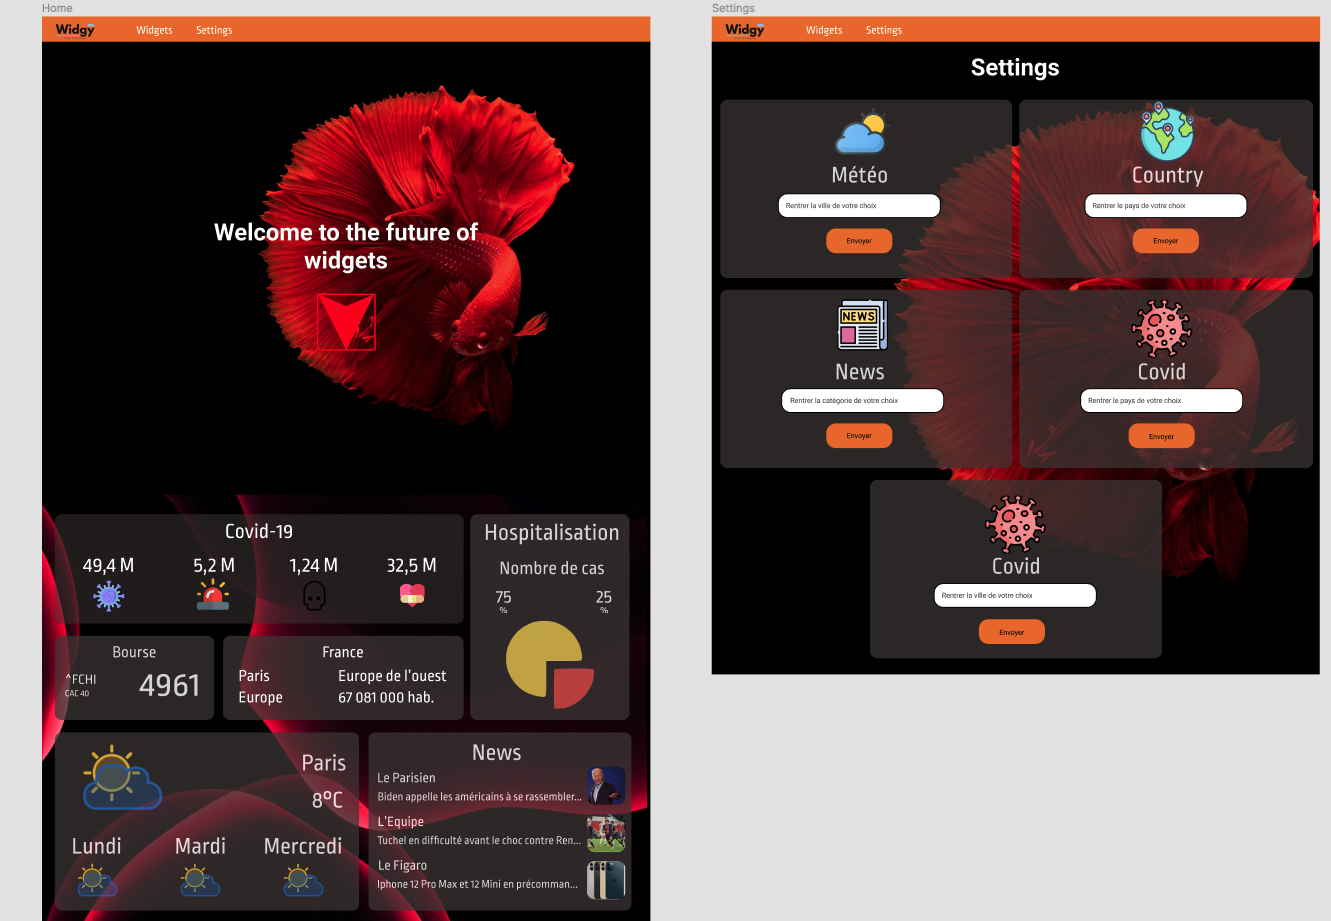 Home
Widgy
Widgets
Settings
Welcome to the future of
widgets
Covid-19
49,4 M
5,2 M
1,24 M
32,5 M
Hospitalisation
Nombre de cas
75
%
25
%
Bourse
^FCHI
CAC 40
4961
France
Paris
Europe de l'ouest
Europe
67 081 000 hab.
Paris
8°C
Lundi
Mardi
Mercredi
News
Le Parisien
Biden appelle les américains à se rassembler...
L'Equipe
Tuchel en difficulté avant le choc contre Ren...
Le Figaro
Iphone 12 Pro Max et 12 Mini en précomman...
Settings
Widgy
Widgets
Settings
Settings
Météo
Rentrer la ville de votre choix
Envoyer
Country
Rentrer le pays de votre choix
Envoyer
NEWS
News
Rentrer la catégorie de votre choix
Envoyer
Covid
Rentrer le pays de votre choix
Envoyer
Covid
Rentrer la ville de votre choix
Envoyer